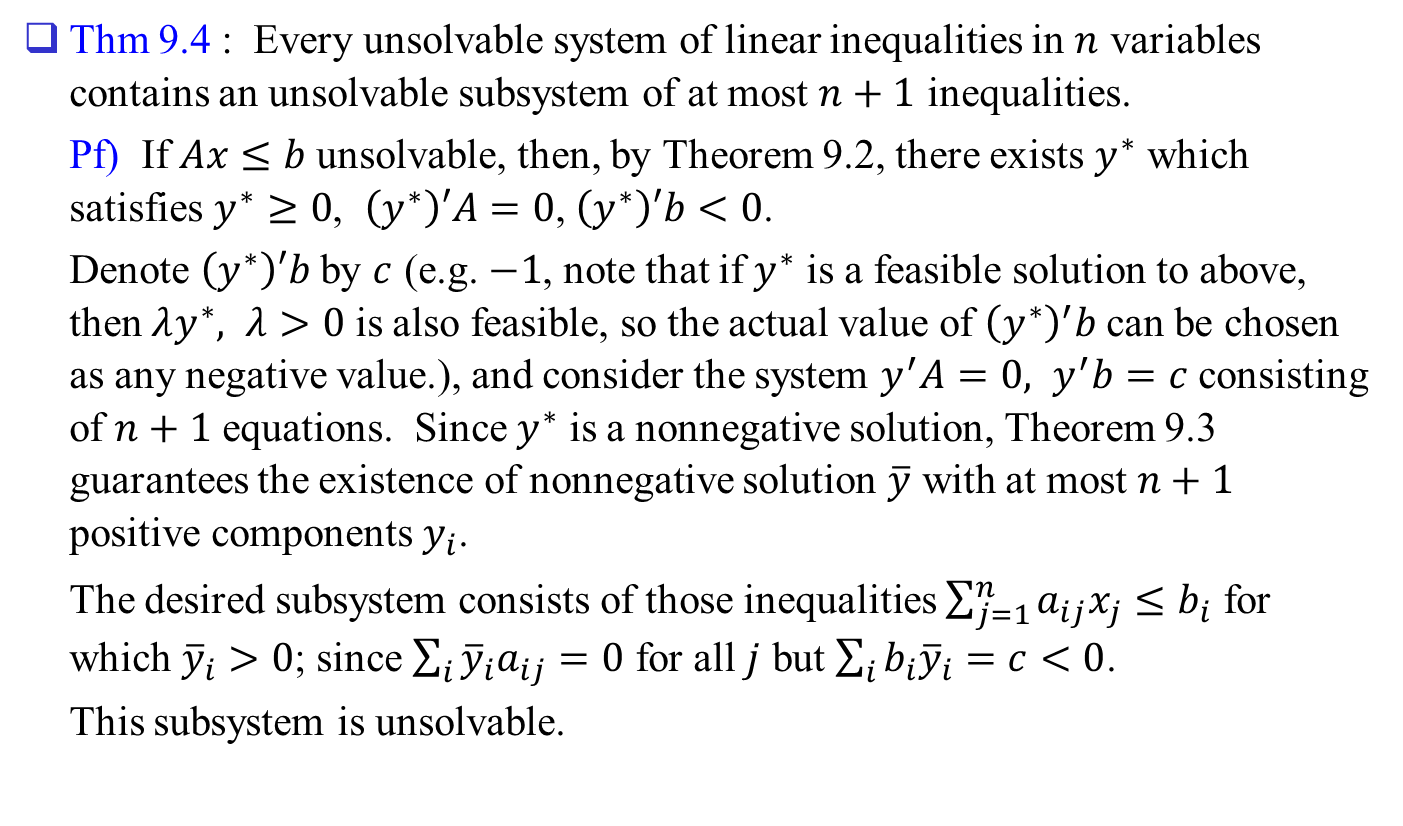 ❑ Thm 9.4 : Every unsolvable system of linear inequalities in n variables
contains an unsolvable subsystem of at most n + 1 inequalities.
Pf) If Ax ≤ b unsolvable, then, by Theorem 9.2, there exists y* which
satisfies y* ≥ 0, (y*)′A = 0, (y*)′b < 0.
Denote (y*)′b by c (e.g. −1, note that if y* is a feasible solution to above,
then λy*, λ > 0 is also feasible, so the actual value of (y*)′b can be chosen
as any negative value.), and consider the system y′A = 0, y′b = c consisting
of n + 1 equations. Since y* is a nonnegative solution, Theorem 9.3
guarantees the existence of nonnegative solution ȳ with at most n + 1
positive components yᵢ.
The desired subsystem consists of those inequalities ∑ⁿⱼ₌₁ aᵢⱼxⱼ ≤ bᵢ for
which ȳᵢ > 0; since ∑ᵢ ȳᵢaᵢⱼ = 0 for all j but ∑ᵢ bᵢȳᵢ = c < 0.
This subsystem is unsolvable.